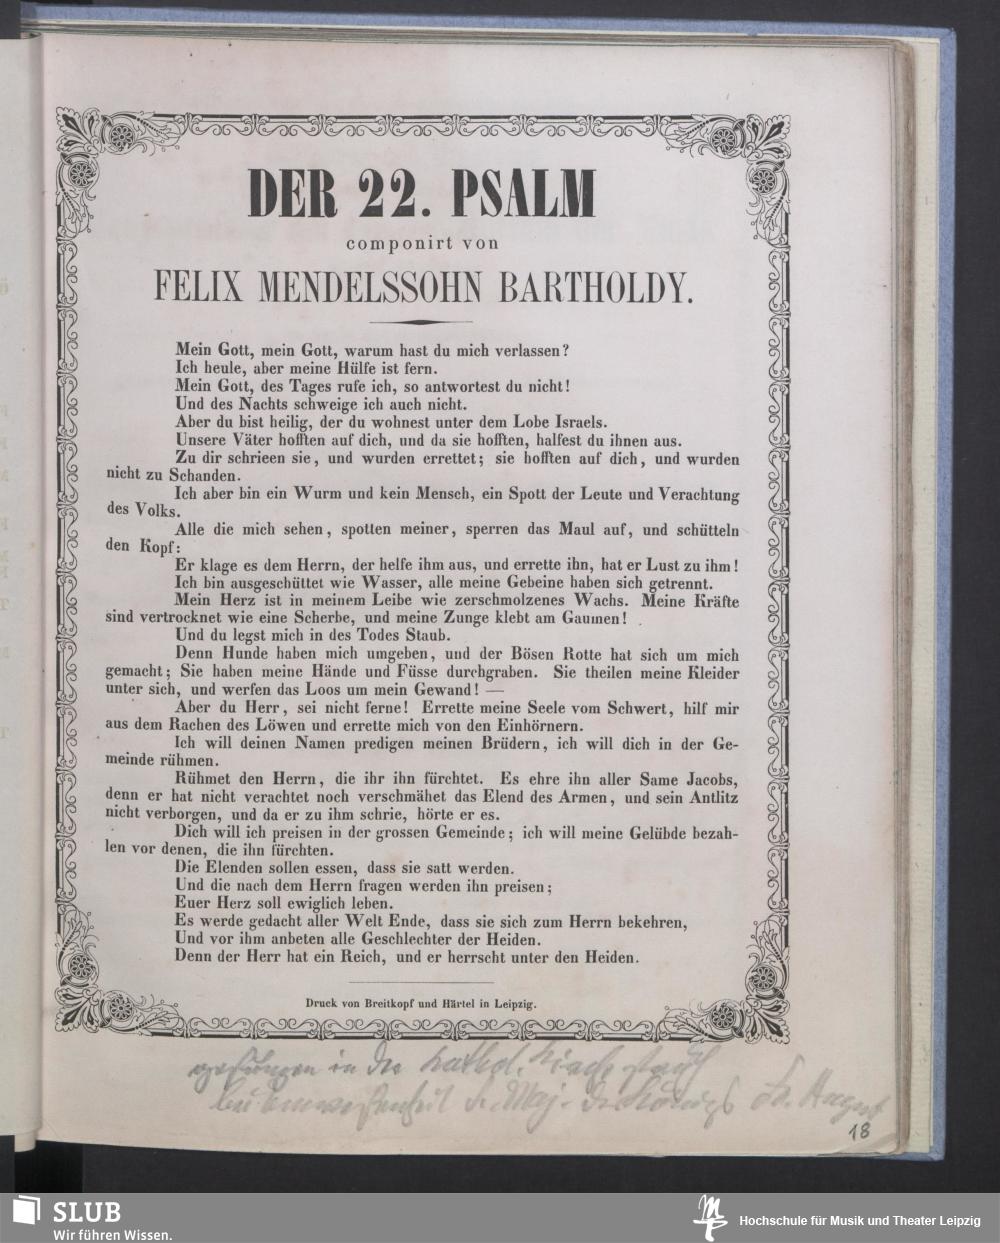 DER 22. PSALM
componirt von
FELIX MENDELSSOHN BARTHOLDY.
Mein Gott, mein Gott, warum hast du mich verlassen?
Ich heule, aber meine Hülfe ist fern.
Mein Gott, des Tages rufe ich, so antwortest du nicht!
Und des Nachts schweige ich auch nicht.
Aber du bist heilig, der du wohnest unter dem Lobe Israels.
Unsere Väter hofften auf dich, und da sie hofften, halfest du ihnen aus.
Zu dir schrieen sie, und wurden errettet; sie hofften auf dich, und wurden
nicht zu Schanden.
Ich aber bin ein Wurm und kein Mensch, ein Spott der Leute und Verachtung
des Volks.
Alle die mich sehen, spotten meiner, sperren das Maul auf, und schütteln
den Kopf:
Er klage es dem Herrn, der helfe ihm aus, und errette ihn, hat er Lust zu ihm!
Ich bin ausgeschüttet wie Wasser, alle meine Gebeine haben sich getrennt.
Mein Herz ist in meinem Leibe wie zerschmolzenes Wachs. Meine Kräfte
sind vertrocknet wie eine Scherbe, und meine Zunge klebt am Gaumen!
Und du legst mich in des Todes Staub.
Denn Hunde haben mich umgeben, und der Bösen Rotte hat sich um mich
gemacht; Sie haben meine Hände und Füsse durchgraben. Sie theilen meine Kleider
unter sich, und werfen das Loos um mein Gewand! —
Aber du Herr, sei nicht ferne! Errette meine Seele vom Schwert, hilf mir
aus dem Rachen des Löwen und errette mich von den Einhörnern.
Ich will deinen Namen predigen meinen Brüdern, ich will dich in der Ge-
meinde rühmen.
Rühmet den Herrn, die ihr ihn fürchtet. Es ehre ihn aller Same Jacobs,
denn er hat nicht verachtet noch verschmähet das Elend des Armen, und sein Antlitz
nicht verborgen, und da er zu ihm schrie, hörte er es.
Dich will ich preisen in der grossen Gemeinde; ich will meine Gelübde bezah-
len vor denen, die ihn fürchten.
Die Elenden sollen essen, dass sie satt werden.
Und die nach dem Herrn fragen werden ihn preisen;
Euer Herz soll ewiglich leben.
Es werde gedacht aller Welt Ende, dass sie sich zum Herrn bekehren,
Und vor ihm anbeten alle Geschlechter der Heiden.
Denn der Herr hat ein Reich, und er herrscht unter den Heiden.
Druck von Breitkopf und Härtel in Leipzig.
gesungen in der kathol. Kirche
Maj. des Königs Fr. August
18
SLUB
Wir führen Wissen.
Hochschule für Musik und Theater Leipzig